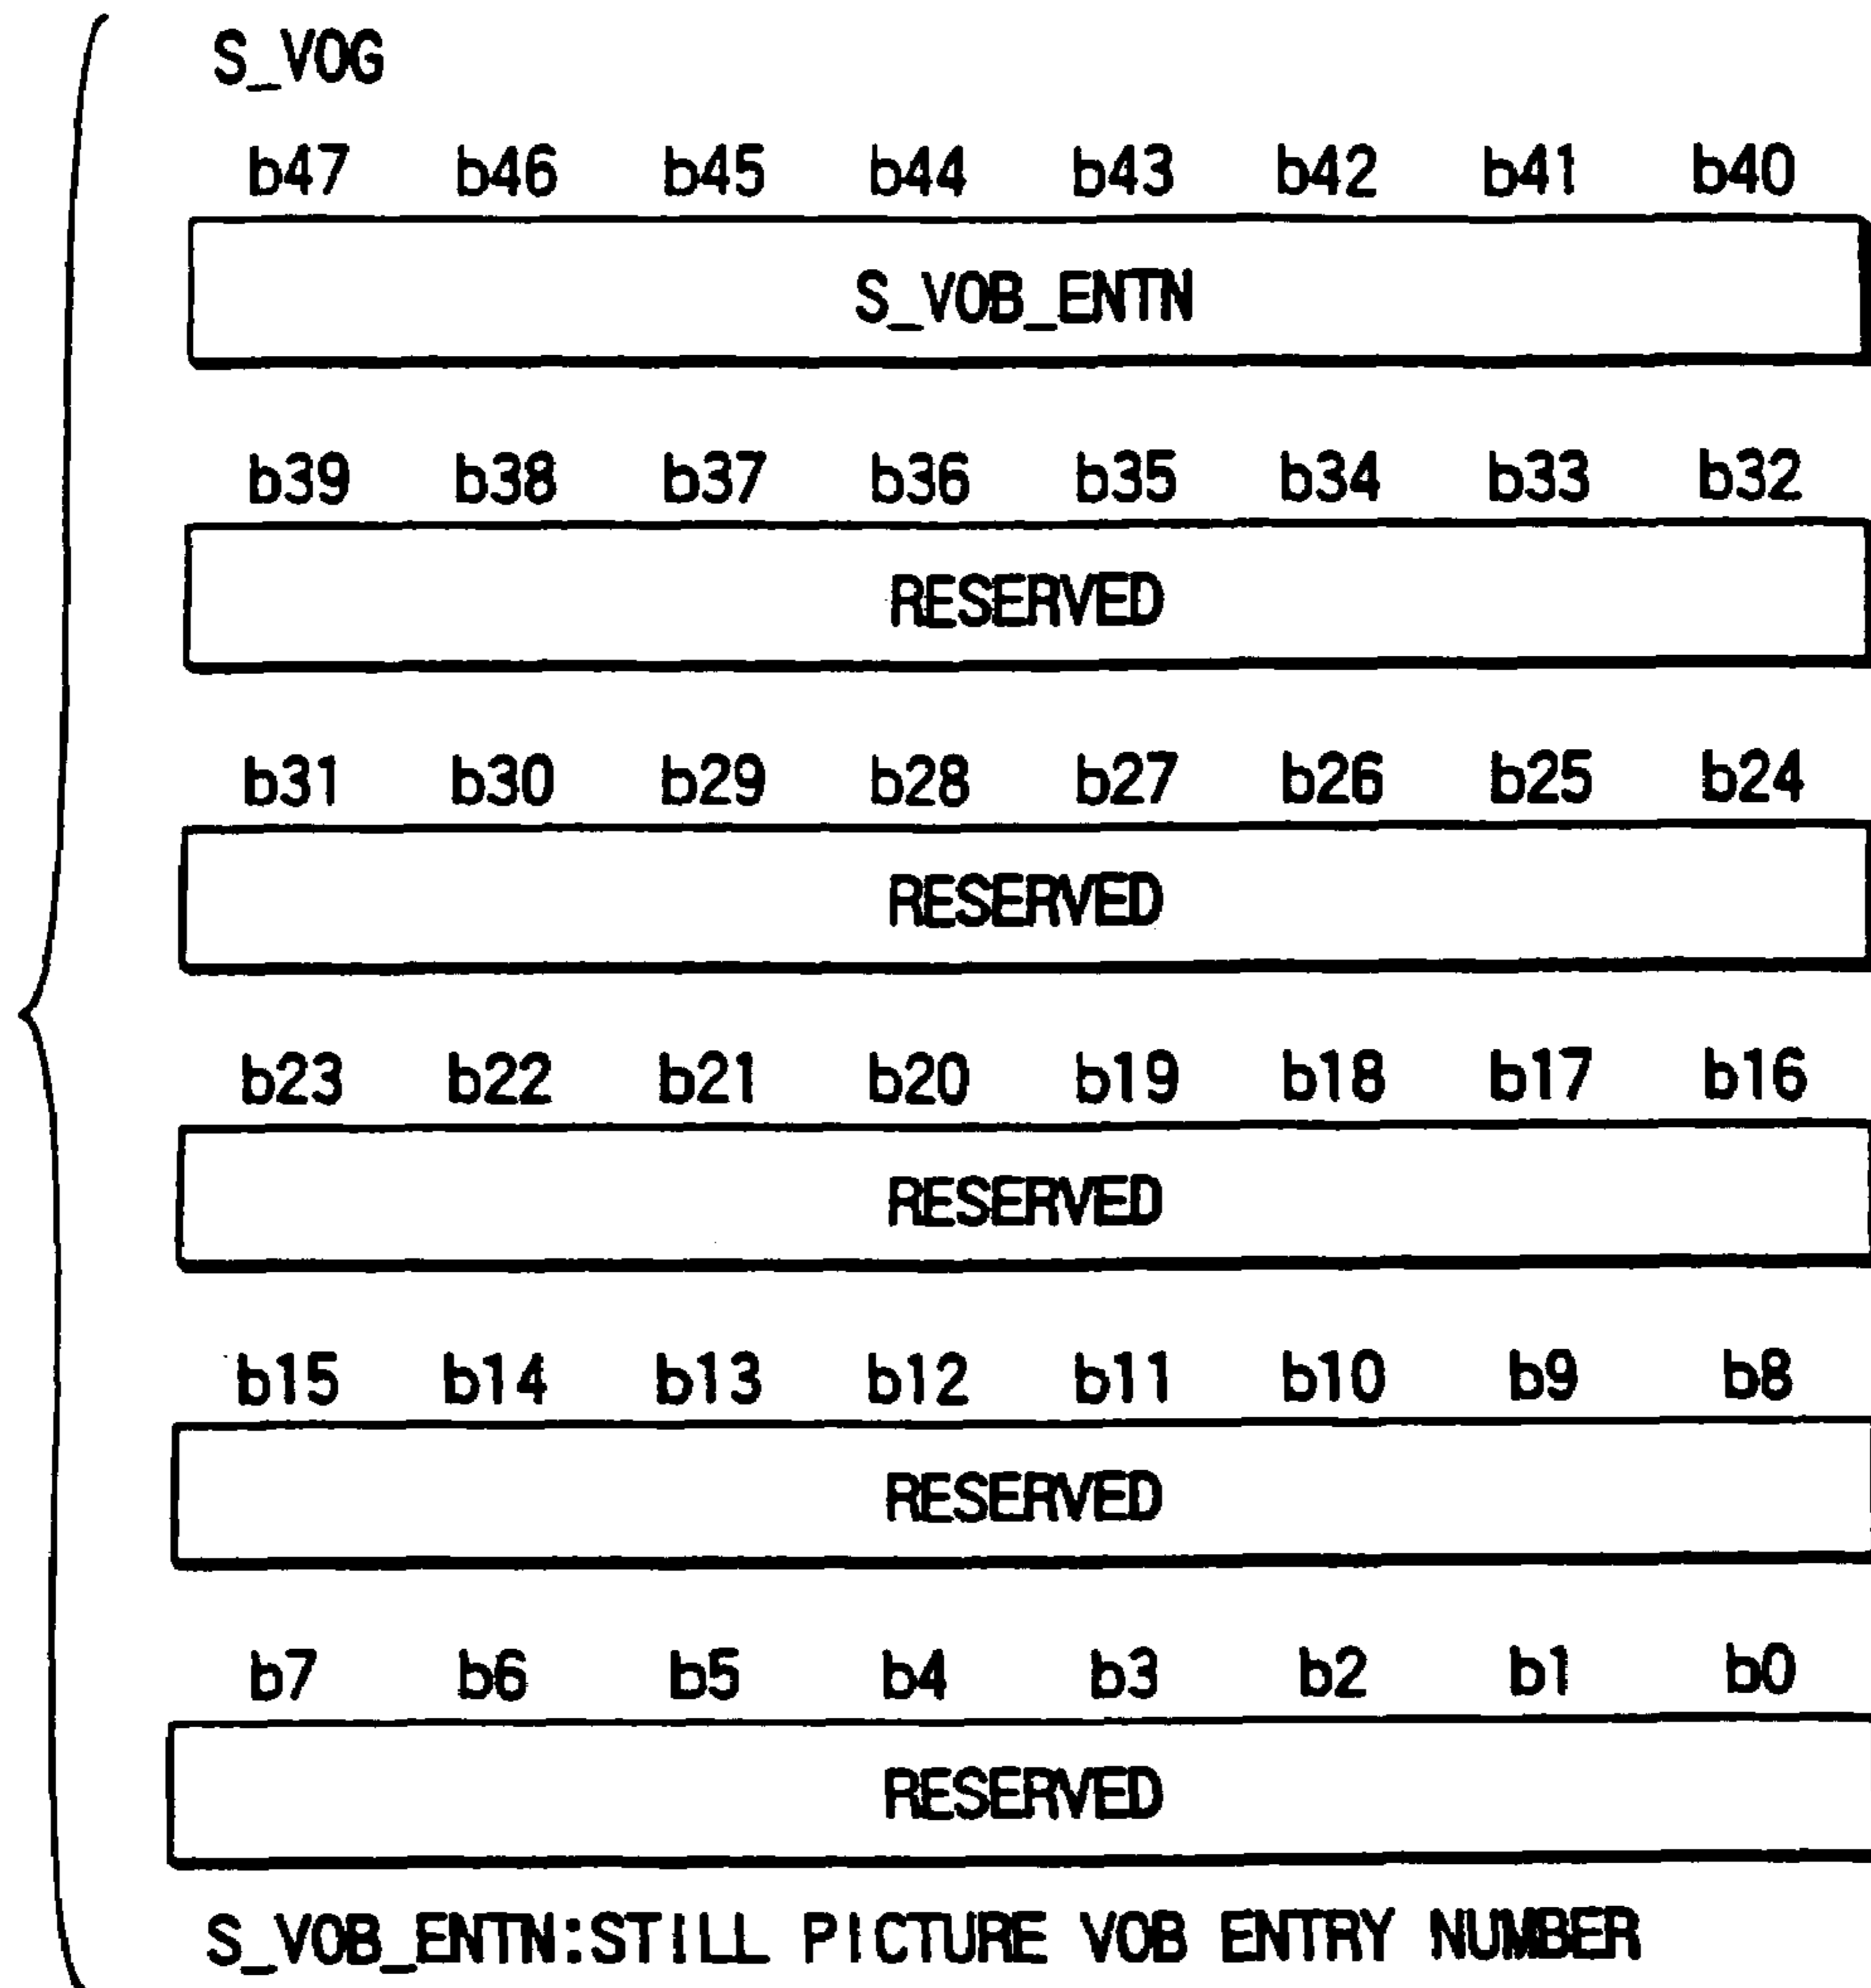 S_VOG
b47 b46 b45 b44 b43 b42 b41 b40
S_VOB_ENTN
b39 b38 b37 b36 b35 b34 b33 b32
RESERVED
b31 b30 b29 b28 b27 b26 b25 b24
RESERVED
b23 b22 b21 b20 b19 b18 b17 b16
RESERVED
b15 b14 b13 b12 b11 b10 b9 b8
RESERVED
b7 b6 b5 b4 b3 b2 b1 b0
RESERVED
S_VOB_ENTN:STILL PICTURE VOB ENTRY NUMBER